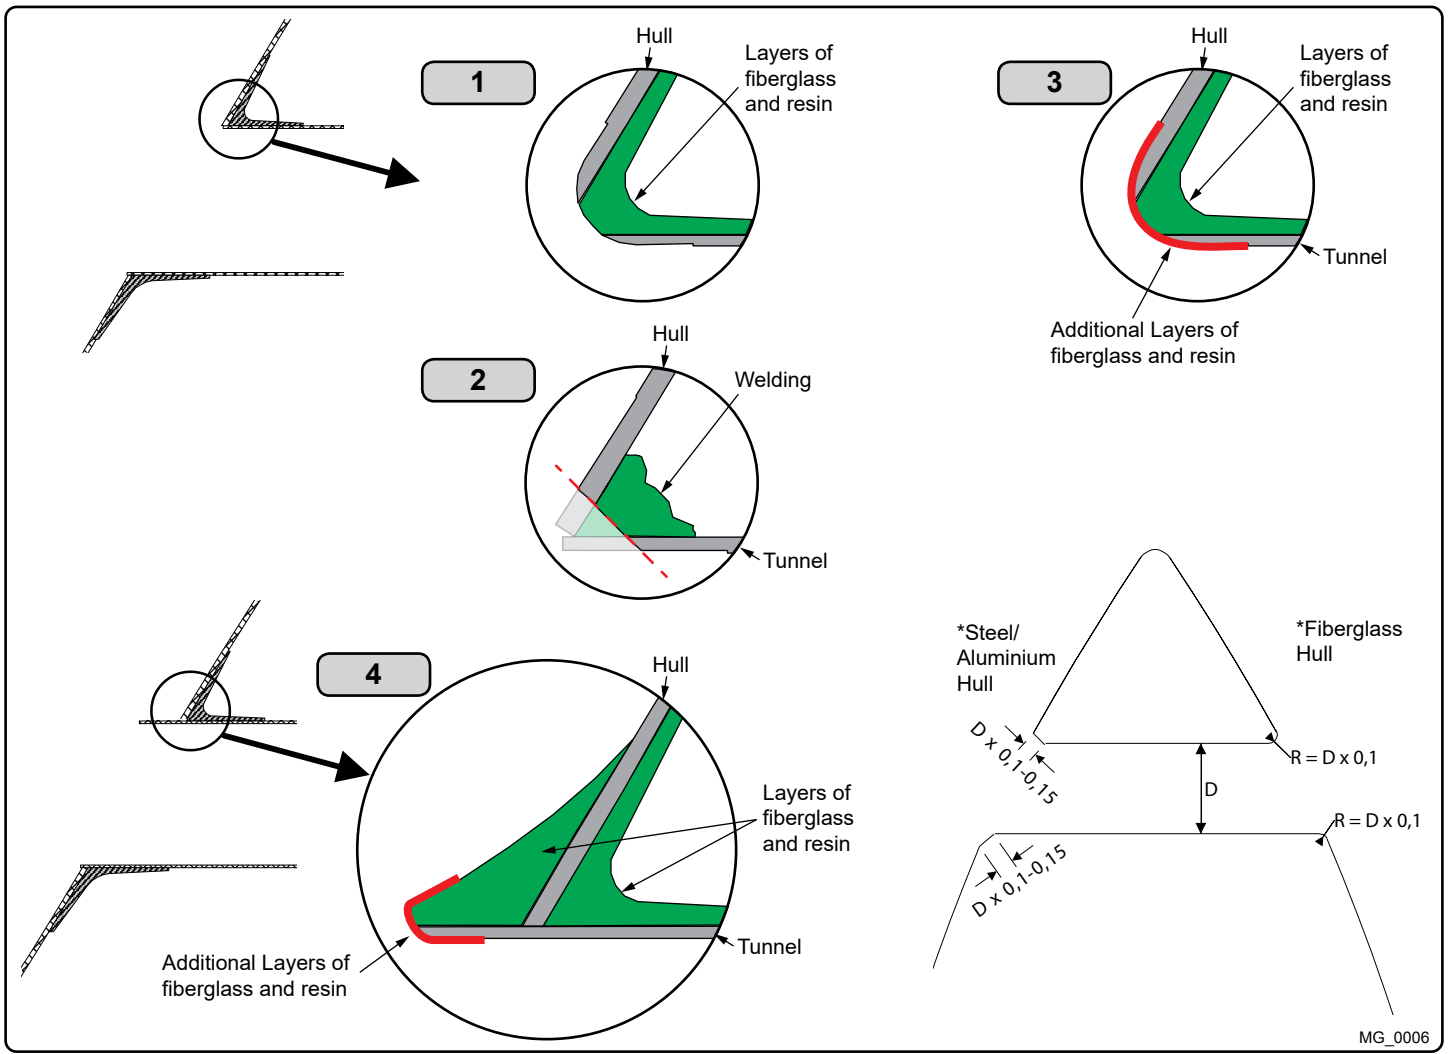 1
Hull
Layers of
fiberglass
and resin
3
Hull
Layers of
fiberglass
and resin
Tunnel
Additional Layers of
fiberglass and resin
2
Hull
Welding
Tunnel
4
Hull
Layers of
fiberglass
and resin
Tunnel
Additional Layers of
fiberglass and resin
*Steel/
Aluminium
Hull
*Fiberglass
Hull
D x 0,1-0,15
R = D x 0,1
D
R = D x 0,1
D x 0,1-0,15
MG_0006